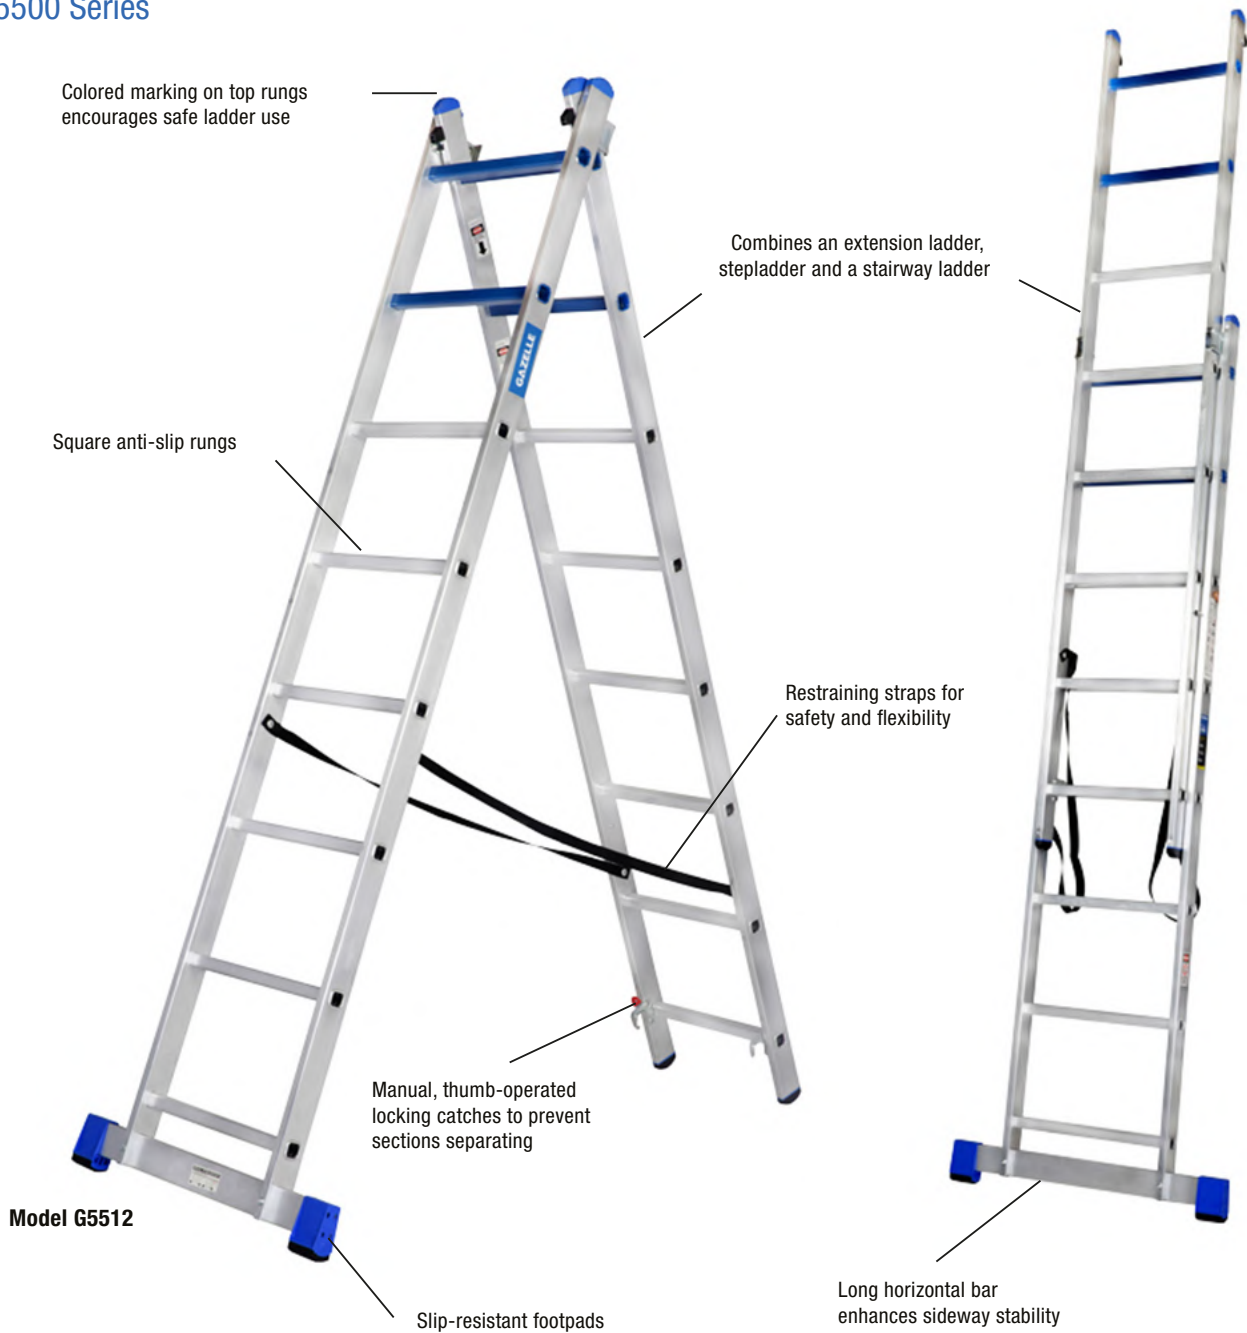 5500 Series
Colored marking on top rungs
encourages safe ladder use
Combines an extension ladder,
stepladder and a stairway ladder
GAZELLE
Square anti-slip rungs
Restraining straps for
safety and flexibility
Manual, thumb-operated
locking catches to prevent
sections separating
Model G5512
Long horizontal bar
enhances sideway stability
Slip-resistant footpads